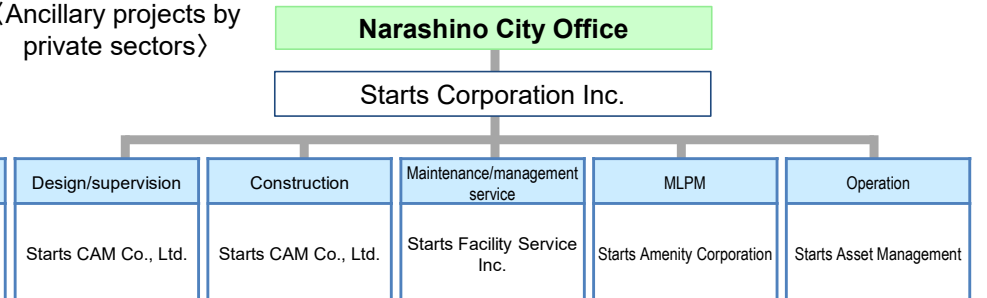 〈Ancillary projects by
private sectors〉
Narashino City Office
Starts Corporation Inc.
Design/supervision
Construction
Maintenance/management
service
MLPM
Operation
Starts CAM Co., Ltd.
Starts CAM Co., Ltd.
Starts Facility Service
Inc.
Starts Amenity Corporation
Starts Asset Management